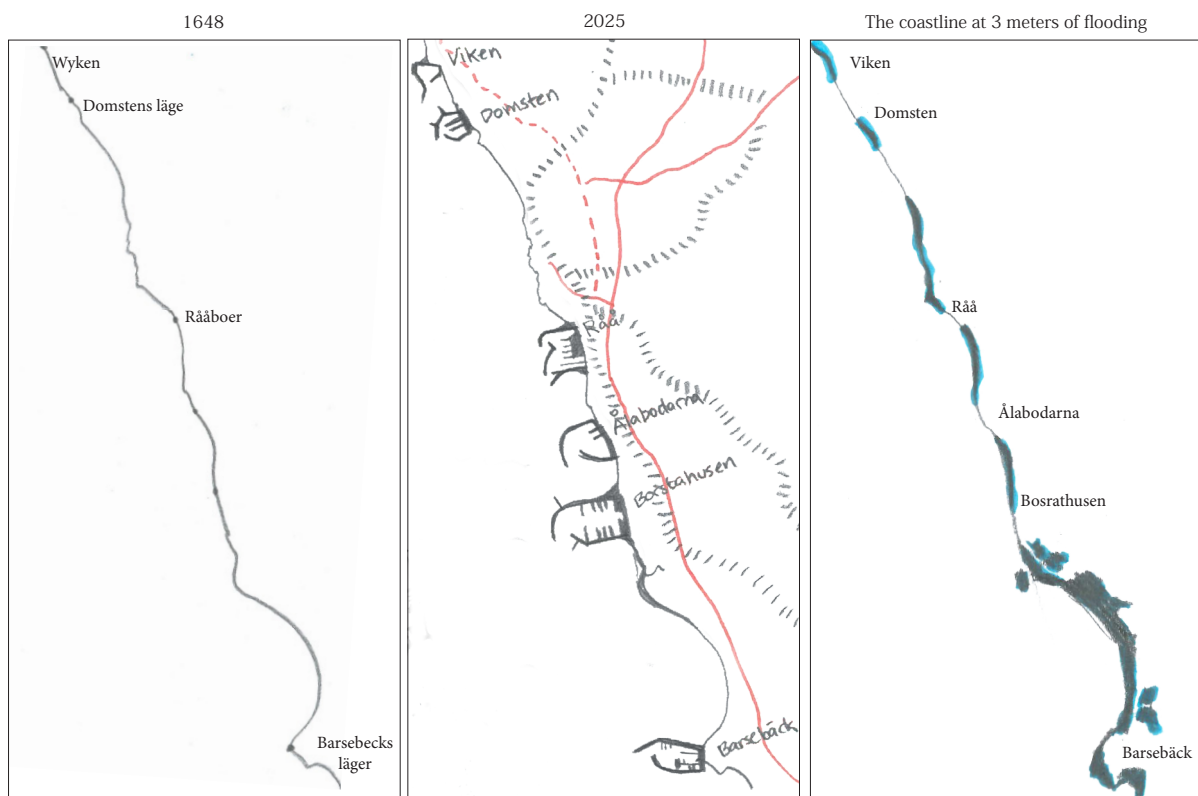 1648
Wyken
Domstens läge
Rååboer
Barsebecks
läger
2025
Viken
Domsten
Råå
Ålabodarna
Borstahusen
Barsebäck
The coastline at 3 meters of flooding
Viken
Domsten
Råå
Ålabodarna
Bosrathusen
Barsebäck